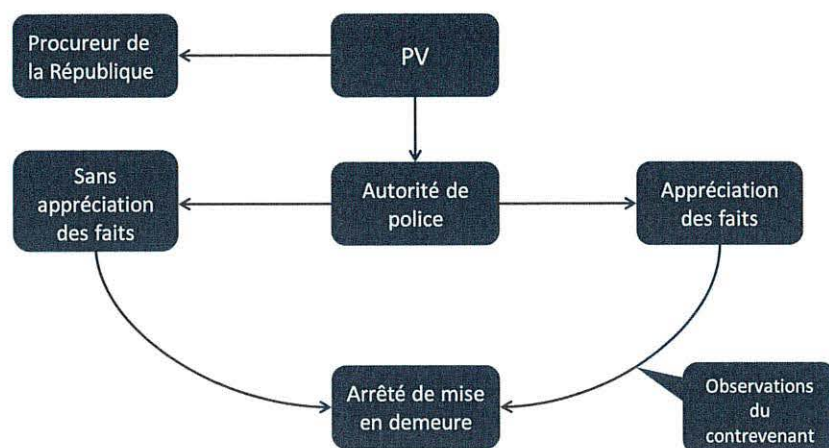 Procureur de
la République
PV
Sans
appréciation
des faits
Autorité de
police
Appréciation
des faits
Arrêté de mise
en demeure
Observations
du
contrevenant